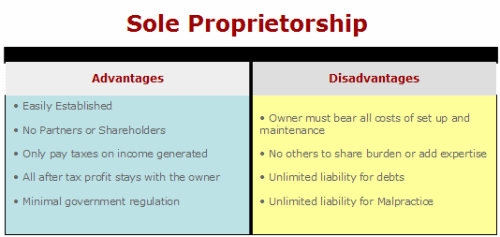 Sole Proprietorship
Advantages
• Easily Established
• No Partners or Shareholders
• Only pay taxes on income generated
• All after tax profit stays with the owner
• Minimal government regulation
Disadvantages
• Owner must bear all costs of set up and
maintenance
• No others to share burden or add expertise
• Unlimited liability for debts
• Unlimited liability for Malpractice